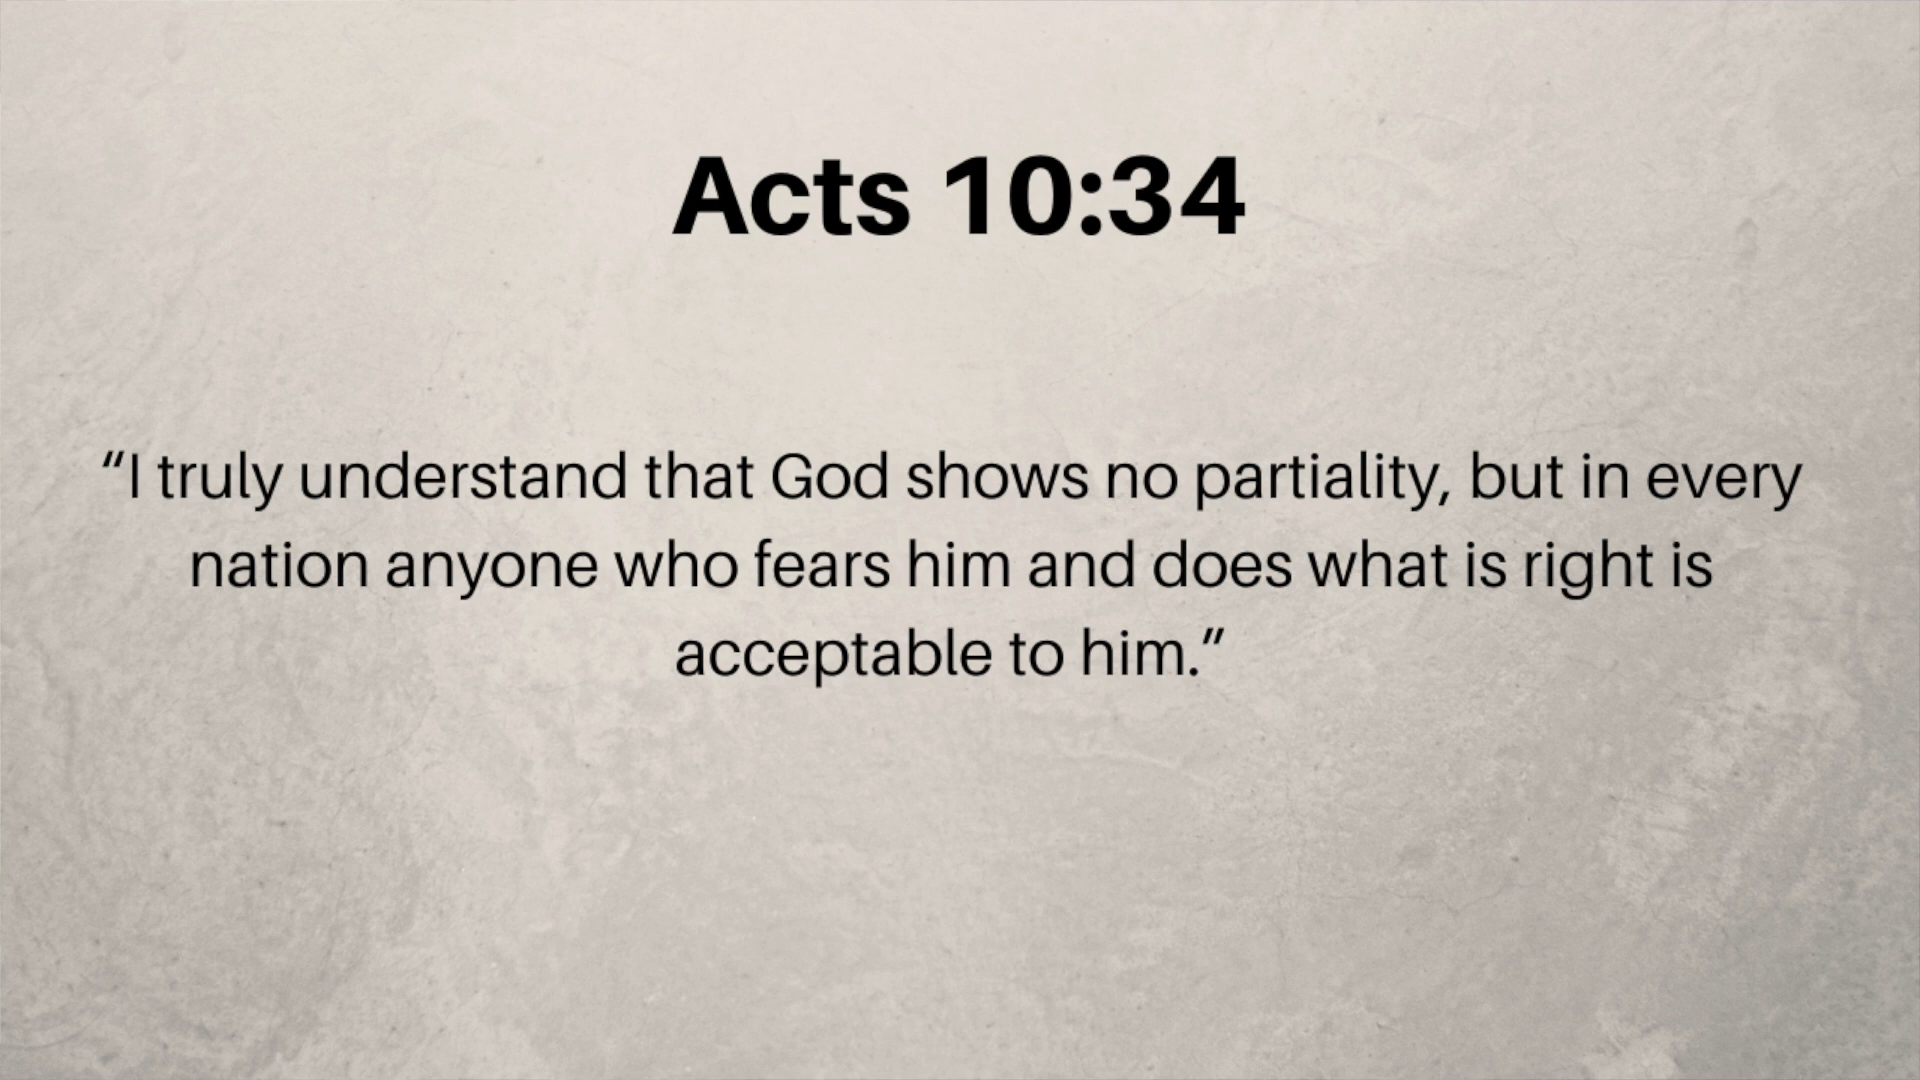 Acts 10:34
“I truly understand that God shows no partiality, but in every
nation anyone who fears him and does what is right is
acceptable to him.”